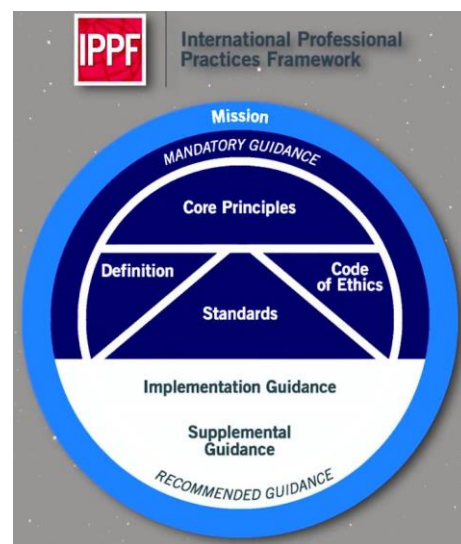 IPPF
International Professional
Practices Framework
Mission
MANDATORY GUIDANCE
Core Principles
Definition
Code
of Ethics
Standards
Implementation Guidance
Supplemental
Guidance
RECOMMENDED GUIDANCE